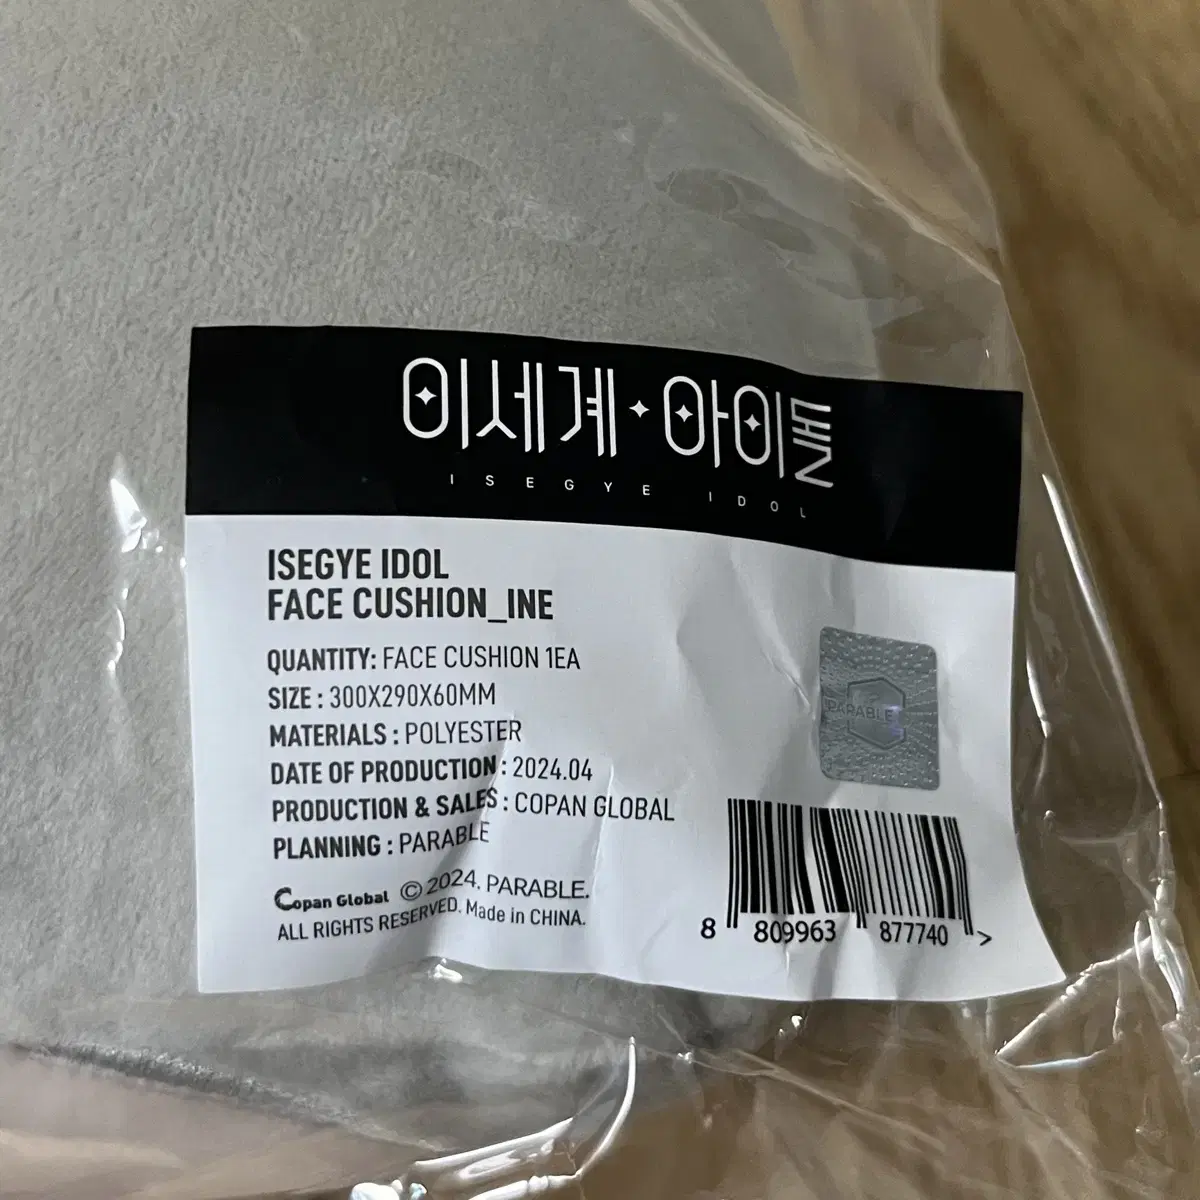 이세계 아이돌
ISEGYE IDOL
ISEGYE IDOL
FACE CUSHION_INE
QUANTITY: FACE CUSHION 1EA
SIZE : 300X290X60MM
MATERIALS : POLYESTER
DATE OF PRODUCTION : 2024.04
PRODUCTION & SALES : COPAN GLOBAL
PLANNING : PARABLE
Copan Global © 2024. PARABLE.
ALL RIGHTS RESERVED. Made in CHINA.
PARABLE
8 809963 877740 >